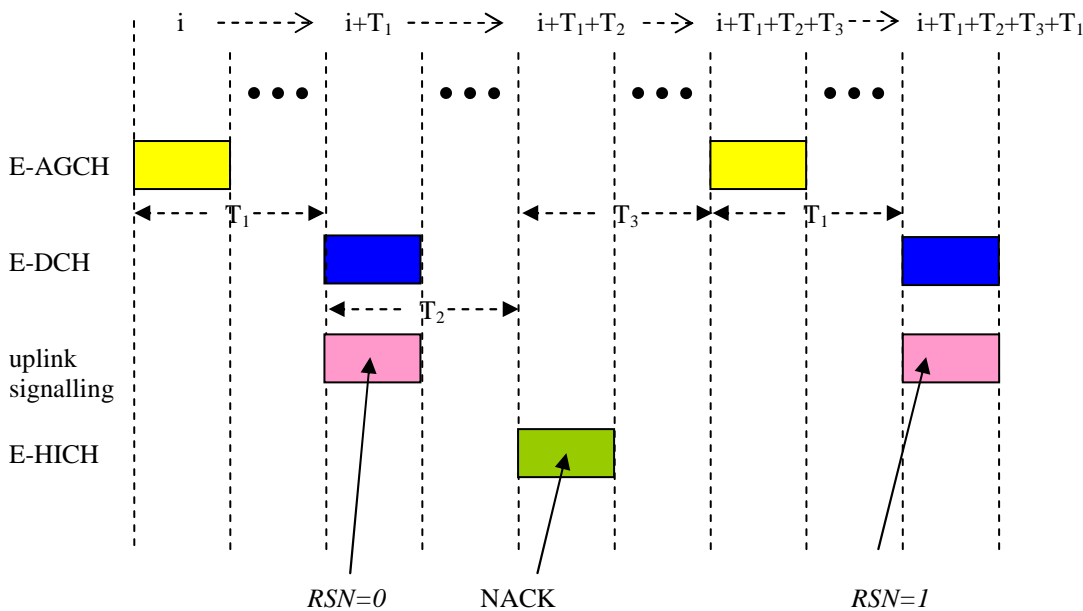 i i+T₁ i+T₁+T₂ i+T₁+T₂+T₃ i+T₁+T₂+T₃+T₁
E-AGCH
T₁ T₃ T₁
E-DCH
T₂
uplink
signalling
E-HICH
RSN=0 NACK RSN=1